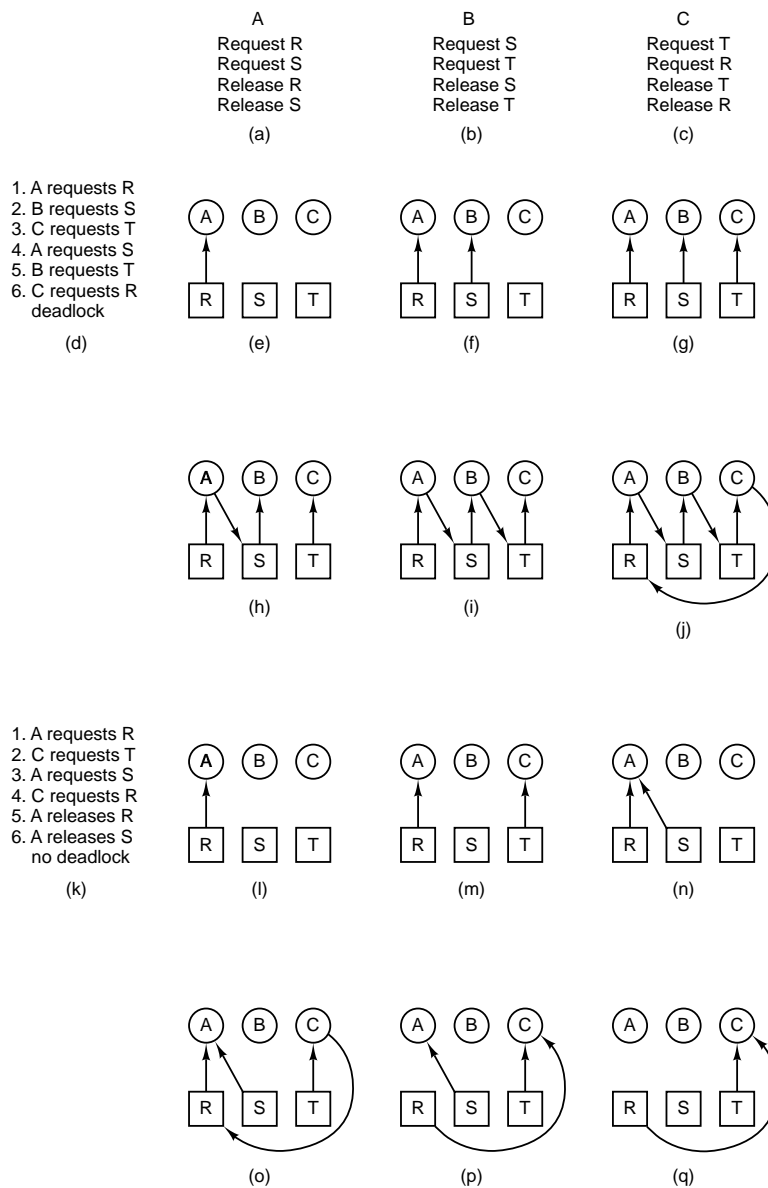 A
Request R
Request S
Release R
Release S
(a)
B
Request S
Request T
Release S
Release T
(b)
C
Request T
Request R
Release T
Release R
(c)
1. A requests R
2. B requests S
3. C requests T
4. A requests S
5. B requests T
6. C requests R
deadlock
(d)
A B C
R S T
(e)
A B C
R S T
(f)
A B C
R S T
(g)
A B C
R S T
(h)
A B C
R S T
(i)
A B C
R S T
(j)
1. A requests R
2. C requests T
3. A requests S
4. C requests R
5. A releases R
6. A releases S
no deadlock
(k)
A B C
R S T
(l)
A B C
R S T
(m)
A B C
R S T
(n)
A B C
R S T
(o)
A B C
R S T
(p)
A B C
R S T
(q)